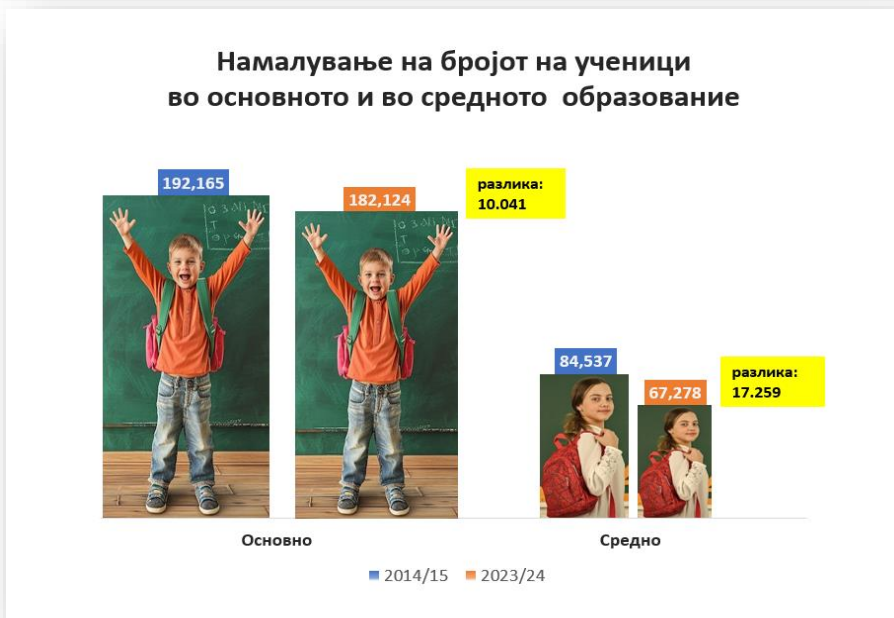 Намалување на бројот на ученици
во основното и во средното образование
192,165
182,124
разлика:
10.041
84,537
67,278
разлика:
17.259
Основно
Средно
2014/15
2023/24